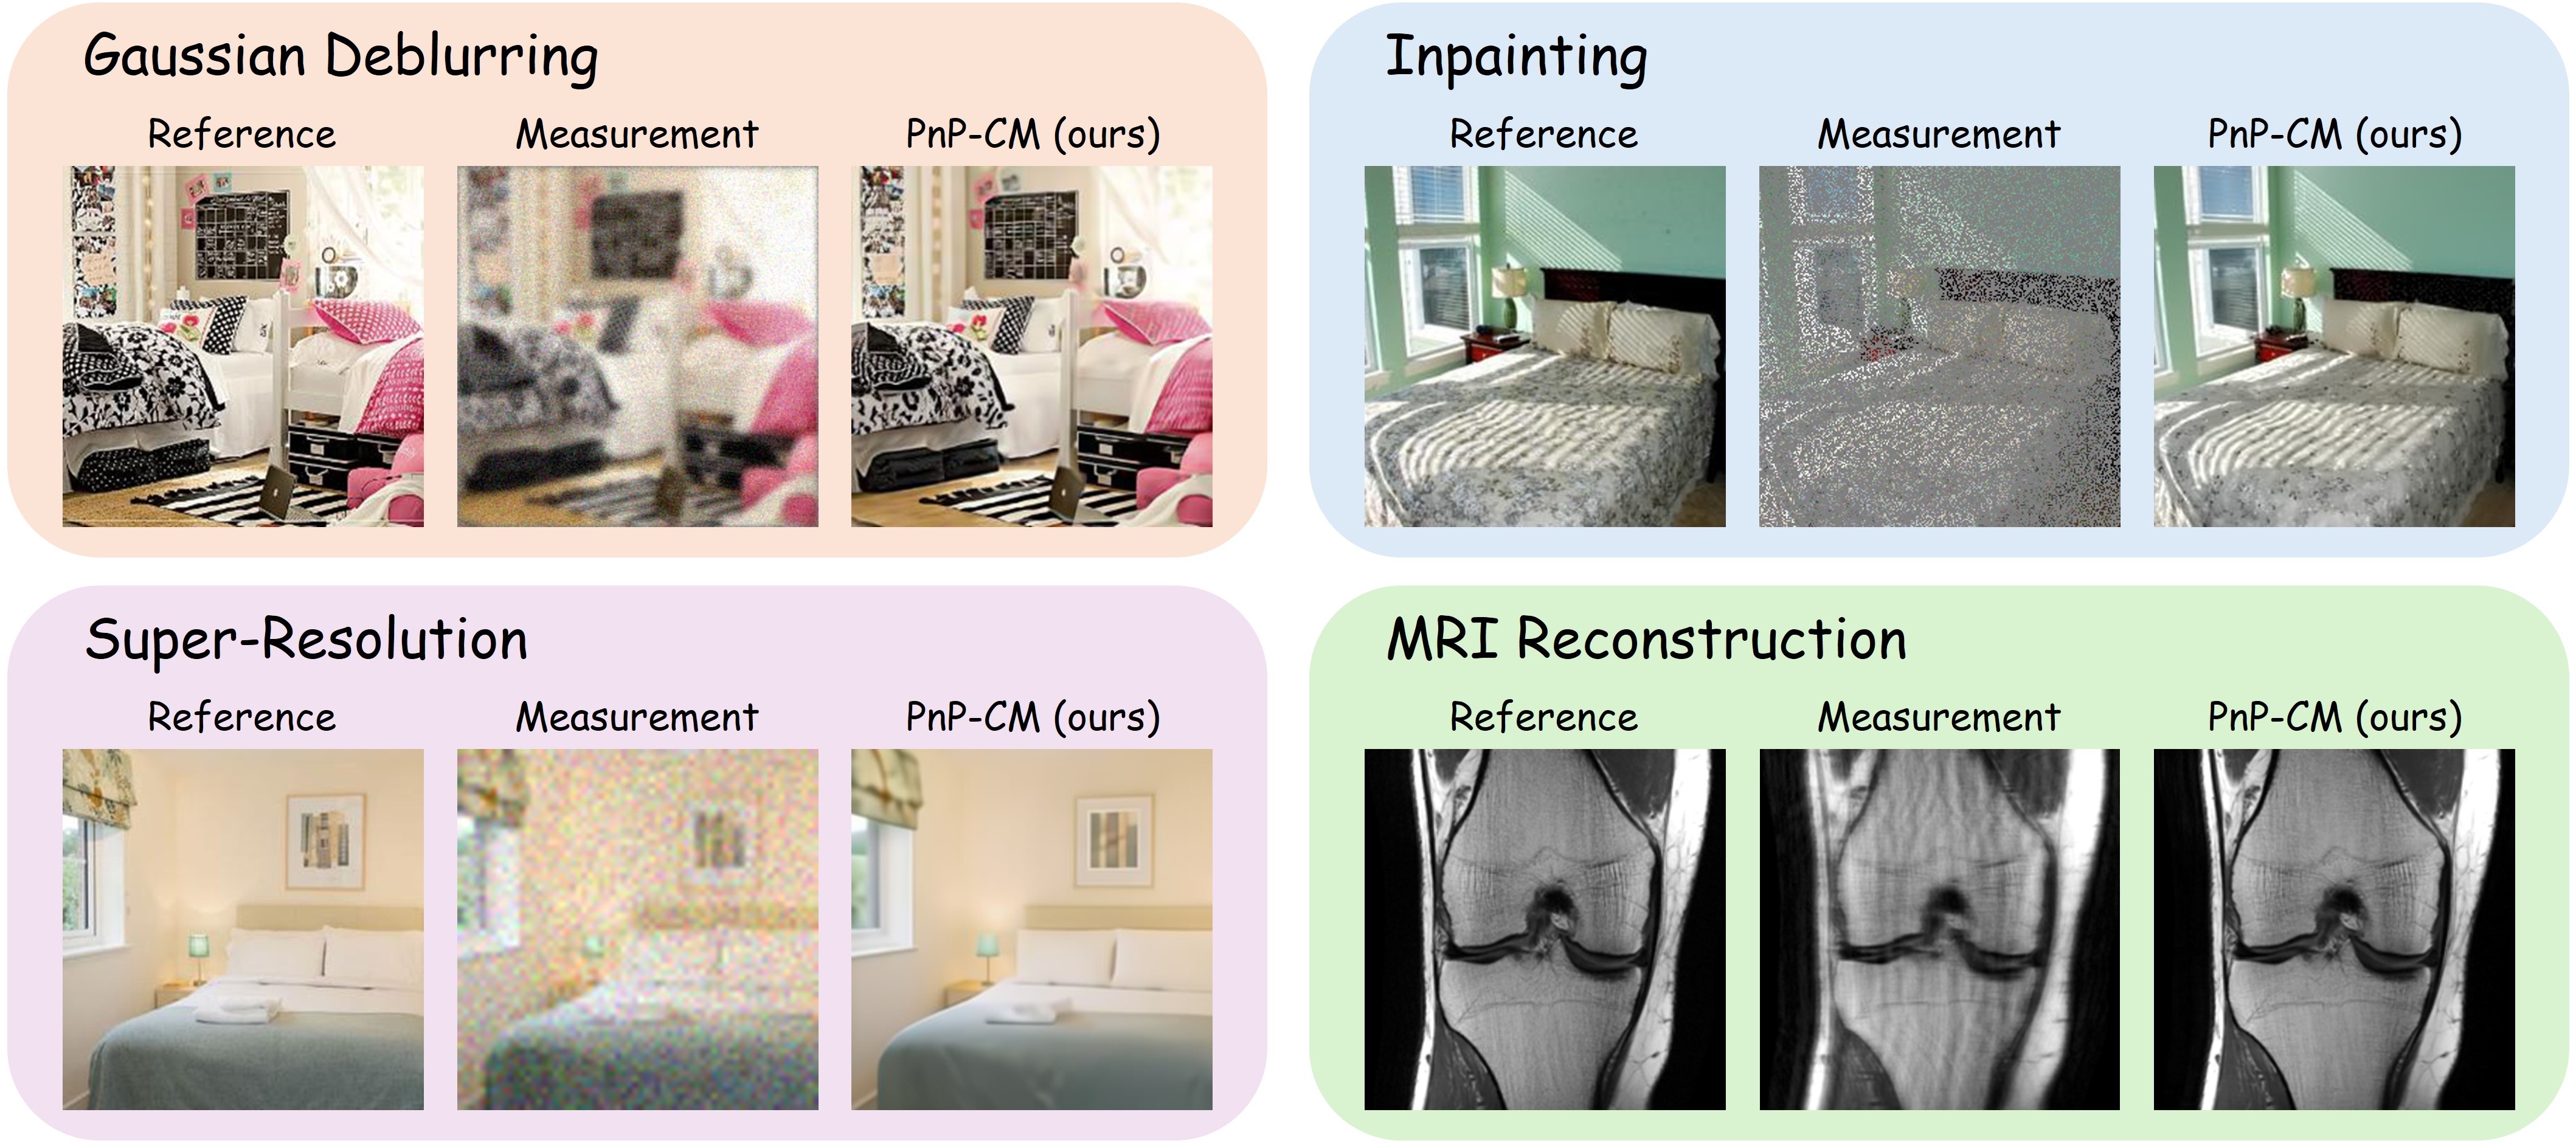 Gaussian Deblurring
Reference
Measurement
PnP-CM (ours)
Inpainting
Reference
Measurement
PnP-CM (ours)
Super-Resolution
Reference
Measurement
PnP-CM (ours)
MRI Reconstruction
Reference
Measurement
PnP-CM (ours)